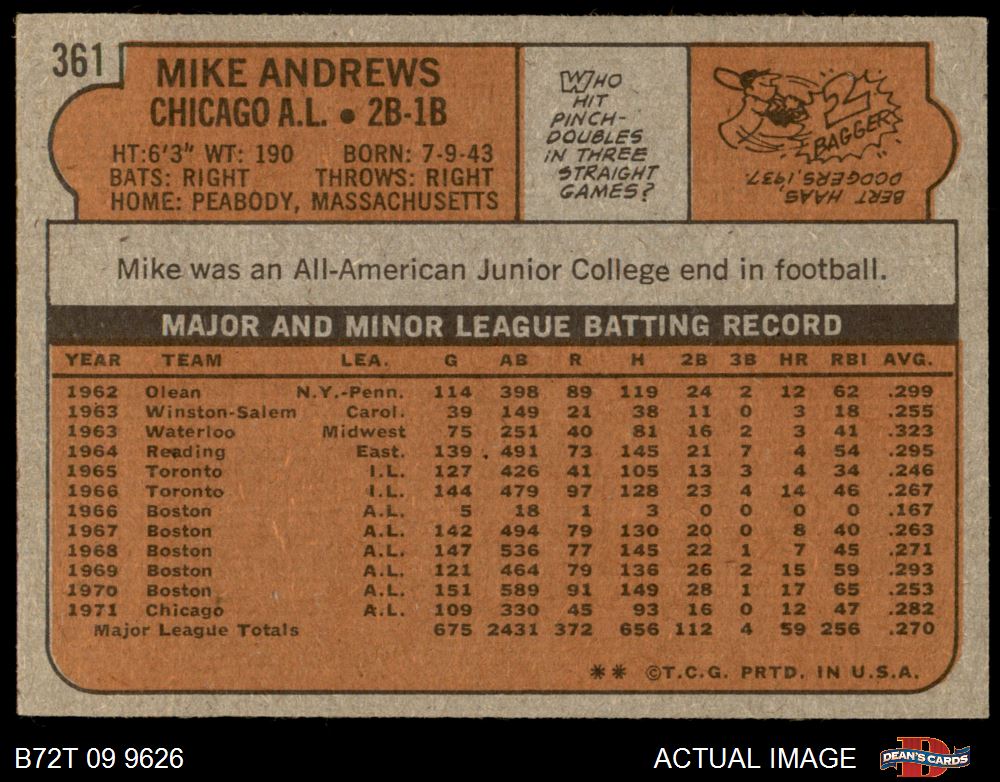 361
MIKE ANDREWS
CHICAGO A.L. • 2B-1B
HT:6'3" WT: 190 BORN: 7-9-43
BATS: RIGHT THROWS: RIGHT
HOME: PEABODY, MASSACHUSETTS
WHO
HIT
PINCH-
DOUBLES
IN THREE
STRAIGHT
GAMES?
2
BAGGER
BERT HAAS,
DODGERS, 1937.
Mike was an All-American Junior College end in football.
MAJOR AND MINOR LEAGUE BATTING RECORD
YEAR TEAM LEA. G AB R H 2B 3B HR RBI AVG.
1962 Olean N.Y.-Penn. 114 398 89 119 24 2 12 62 .299
1963 Winston-Salem Carol. 39 149 21 38 11 0 3 18 .255
1963 Waterloo Midwest 75 251 40 81 16 2 3 41 .323
1964 Reading East. 139 491 73 145 21 7 4 54 .295
1965 Toronto I.L. 127 426 41 105 13 3 4 34 .246
1966 Toronto I.L. 144 479 97 128 23 4 14 46 .267
1966 Boston A.L. 5 18 1 3 0 0 0 0 .167
1967 Boston A.L. 142 494 79 130 20 0 8 40 .263
1968 Boston A.L. 147 536 77 145 22 1 7 45 .271
1969 Boston A.L. 121 464 79 136 26 2 15 59 .293
1970 Boston A.L. 151 589 91 149 28 1 17 65 .253
1971 Chicago A.L. 109 330 45 93 16 0 12 47 .282
Major League Totals 675 2431 372 656 112 4 59 256 .270
** ©T.C.G. PRTD. IN U.S.A.
B72T 09 9626
ACTUAL IMAGE
D
DEAN'S CARDS